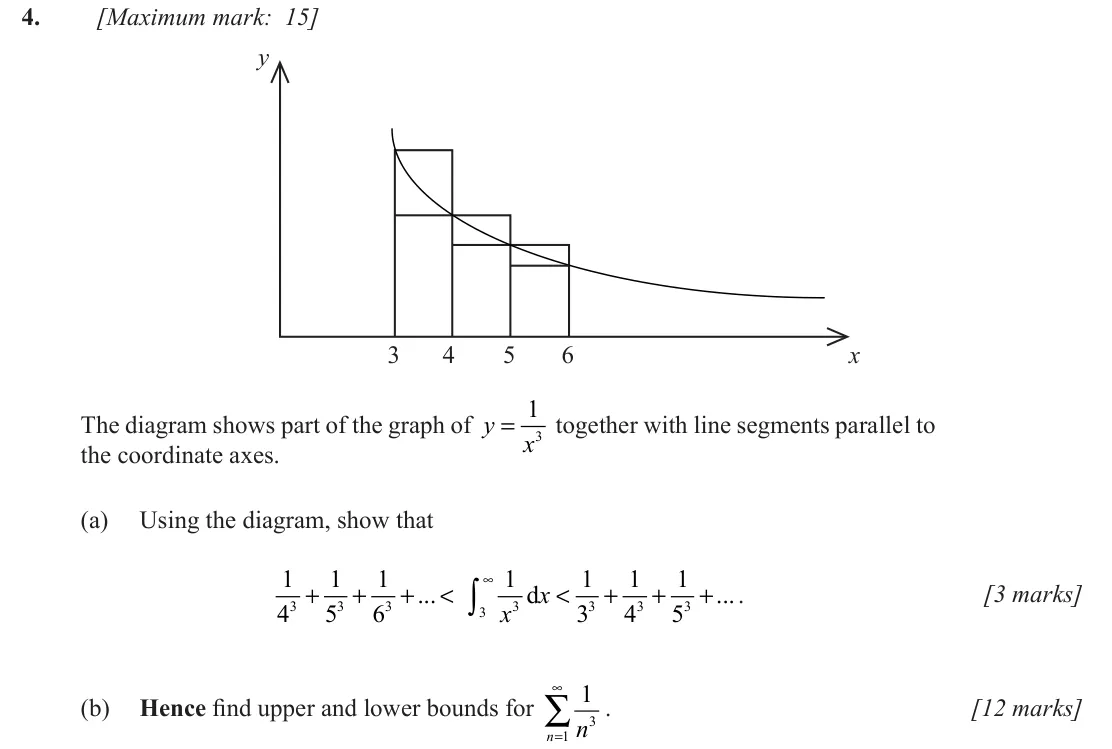 4. [Maximum mark: 15]
y
3 4 5 6
x
The diagram shows part of the graph of y = 1/x³ together with line segments parallel to
the coordinate axes.
(a) Using the diagram, show that
1/4³ + 1/5³ + 1/6³ + ... < ∫₃^∞ 1/x³ dx < 1/3³ + 1/4³ + 1/5³ + ... . [3 marks]
(b) Hence find upper and lower bounds for ∑_{n=1}^∞ 1/n³ . [12 marks]